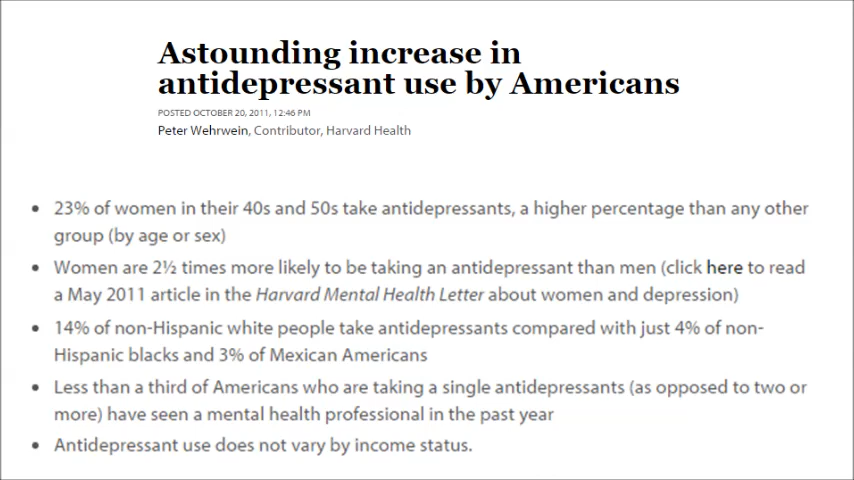 Astounding increase in
antidepressant use by Americans
POSTED OCTOBER 20, 2011, 12:46 PM
Peter Wehrwein, Contributor, Harvard Health
• 23% of women in their 40s and 50s take antidepressants, a higher percentage than any other
group (by age or sex)
• Women are 2½ times more likely to be taking an antidepressant than men (click here to read
a May 2011 article in the Harvard Mental Health Letter about women and depression)
• 14% of non-Hispanic white people take antidepressants compared with just 4% of non-
Hispanic blacks and 3% of Mexican Americans
• Less than a third of Americans who are taking a single antidepressants (as opposed to two or
more) have seen a mental health professional in the past year
• Antidepressant use does not vary by income status.